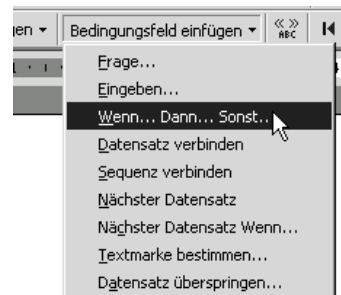 gen Bedingungsfeld einfügen « » ABC
Frage...
Eingeben...
Wenn... Dann... Sonst...
Datensatz verbinden
Sequenz verbinden
Nächster Datensatz
Nächster Datensatz Wenn...
Textmarke bestimmen...
Datensatz überspringen...